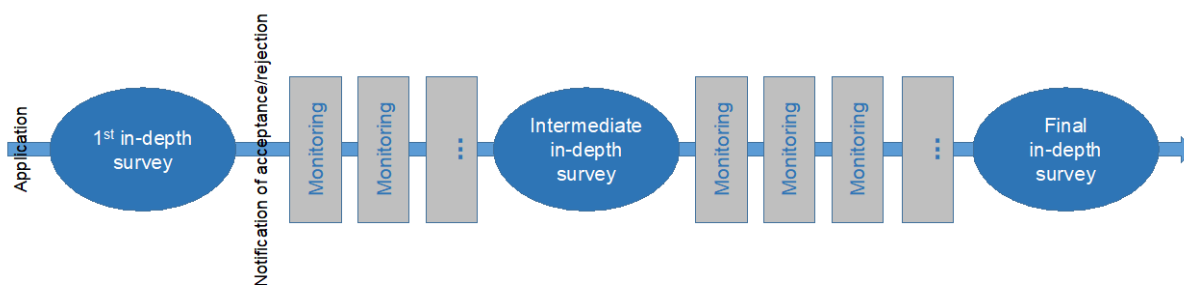 Application
1st in-depth
survey
Notification of acceptance/rejection
Monitoring
Monitoring
...
Intermediate
in-depth
survey
Monitoring
Monitoring
Monitoring
...
Final
in-depth
survey